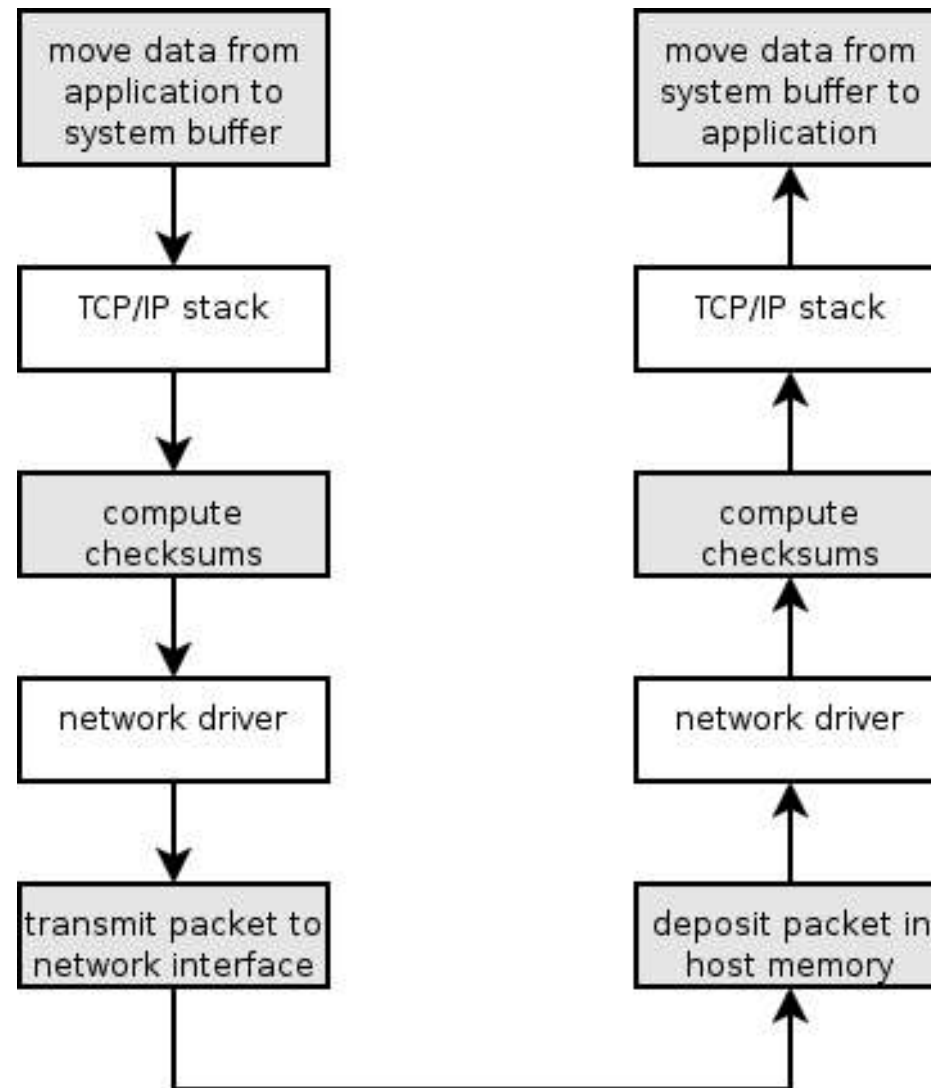 move data from
application to
system buffer
TCP/IP stack
compute
checksums
network driver
transmit packet to
network interface
move data from
system buffer to
application
TCP/IP stack
compute
checksums
network driver
deposit packet in
host memory